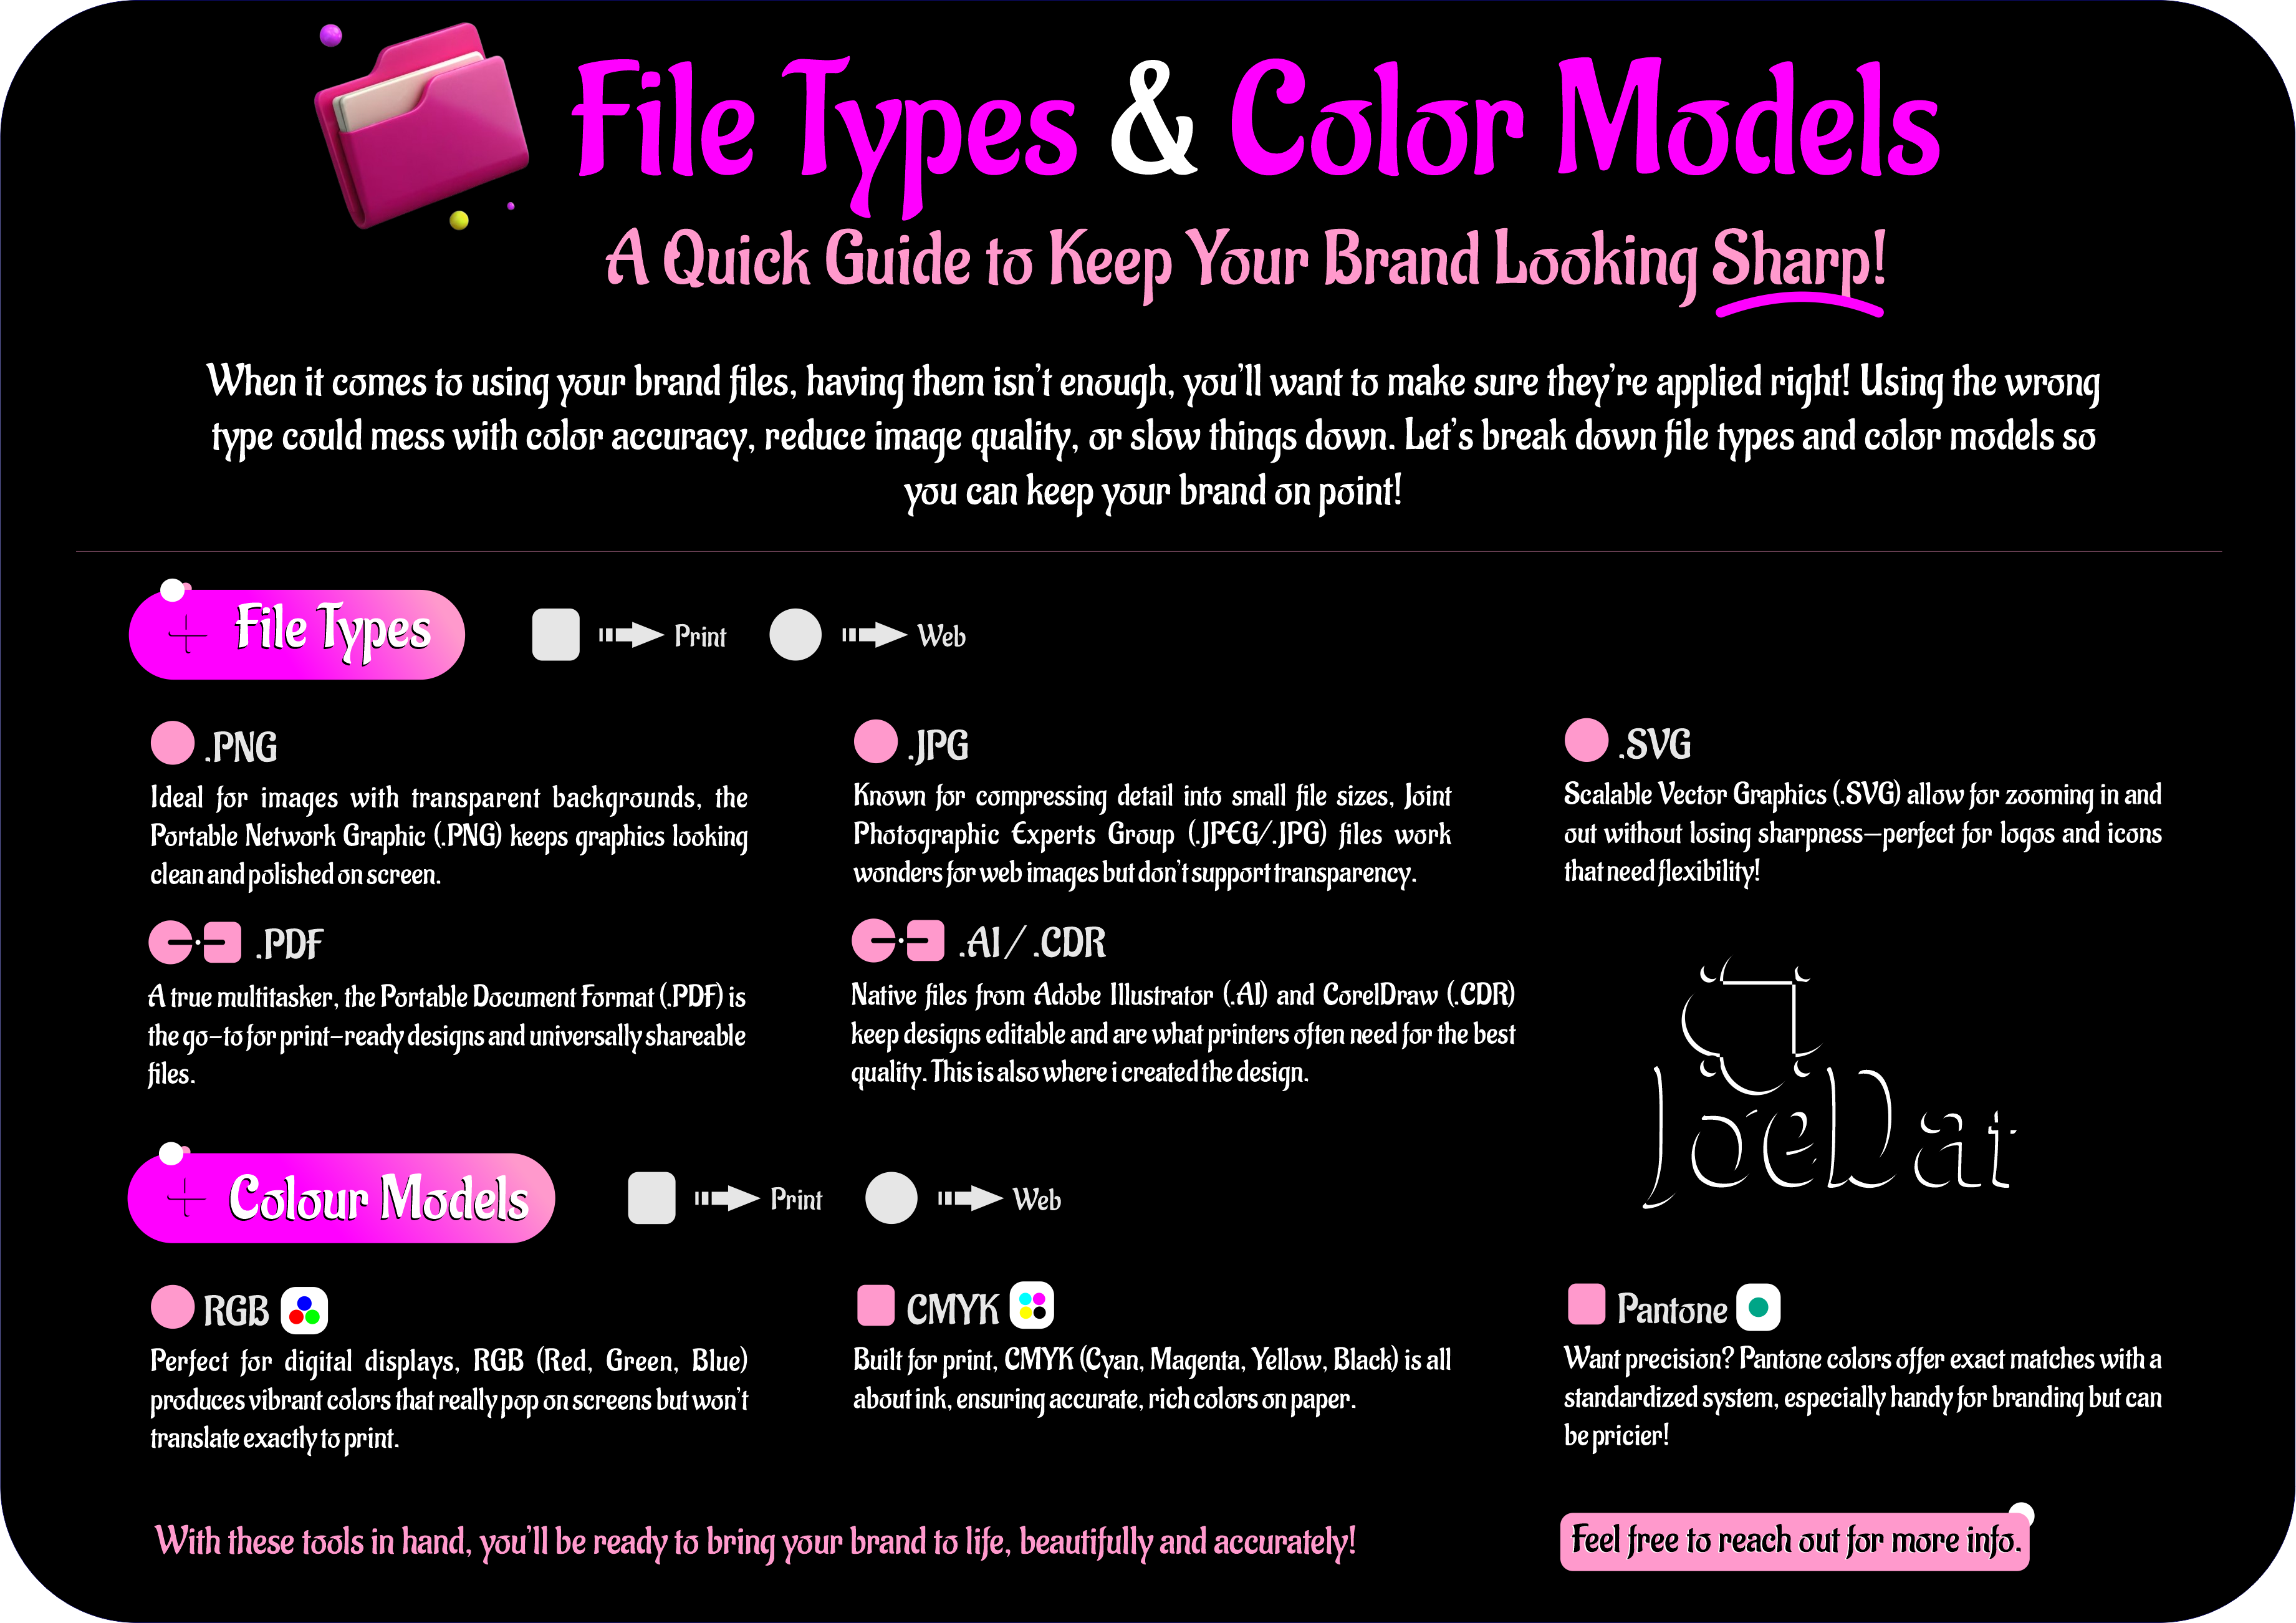 File Types & Color Models
A Quick Guide to Keep Your Brand Looking Sharp!
When it comes to using your brand files, having them isn't enough, you'll want to make sure they're applied right! Using the wrong
type could mess with color accuracy, reduce image quality, or slow things down. Let's break down file types and color models so
you can keep your brand on point!
File Types
Print
Web
.PNG
Ideal for images with transparent backgrounds, the
Portable Network Graphic (.PNG) keeps graphics looking
clean and polished on screen.
.JPG
Known for compressing detail into small file sizes, Joint
Photographic Experts Group (.JPEG/.JPG) files work
wonders for web images but don't support transparency.
.SVG
Scalable Vector Graphics (.SVG) allow for zooming in and
out without losing sharpness—perfect for logos and icons
that need flexibility!
.PDF
A true multitasker, the Portable Document Format (.PDF) is
the go-to for print-ready designs and universally shareable
files.
.AI / .CDR
Native files from Adobe Illustrator (.AI) and CorelDraw (.CDR)
keep designs editable and are what printers often need for the best
quality. This is also where i created the design.
JoeDat
Colour Models
Print
Web
RGB
Perfect for digital displays, RGB (Red, Green, Blue)
produces vibrant colors that really pop on screens but won't
translate exactly to print.
CMYK
Built for print, CMYK (Cyan, Magenta, Yellow, Black) is all
about ink, ensuring accurate, rich colors on paper.
Pantone
Want precision? Pantone colors offer exact matches with a
standardized system, especially handy for branding but can
be pricier!
With these tools in hand, you'll be ready to bring your brand to life, beautifully and accurately!
Feel free to reach out for more info.